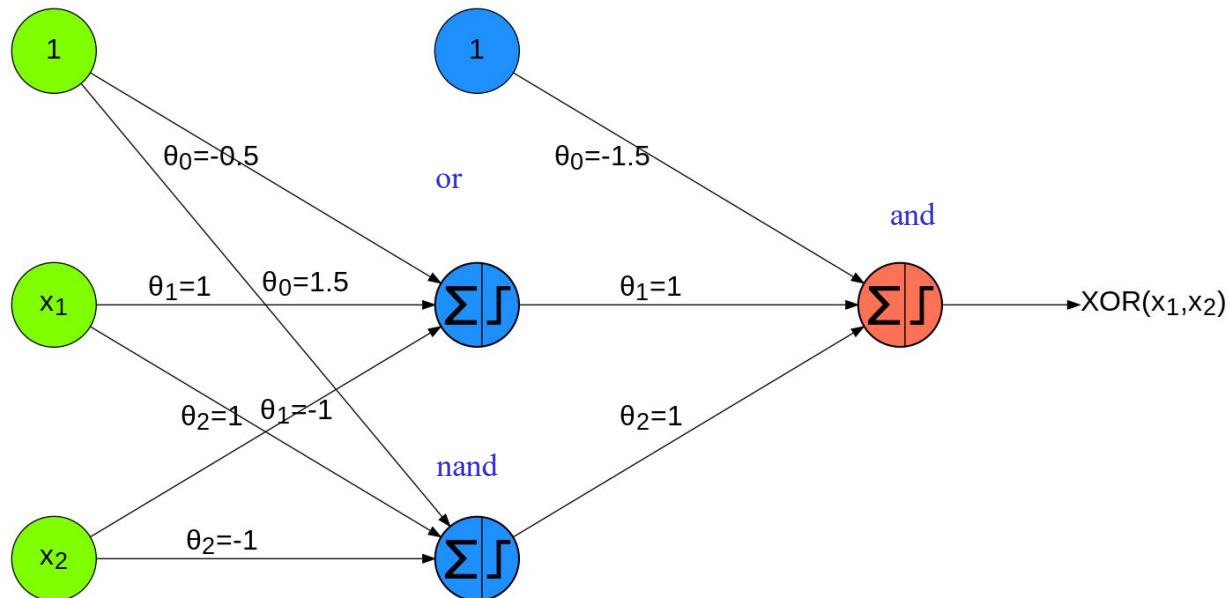 1
1
θ0=-0.5
θ0=-1.5
or
and
x1
θ1=1
θ0=1.5
Σ
θ1=1
Σ
XOR(x1,x2)
θ2=1
θ1=-1
θ2=1
nand
x2
θ2=-1
Σ